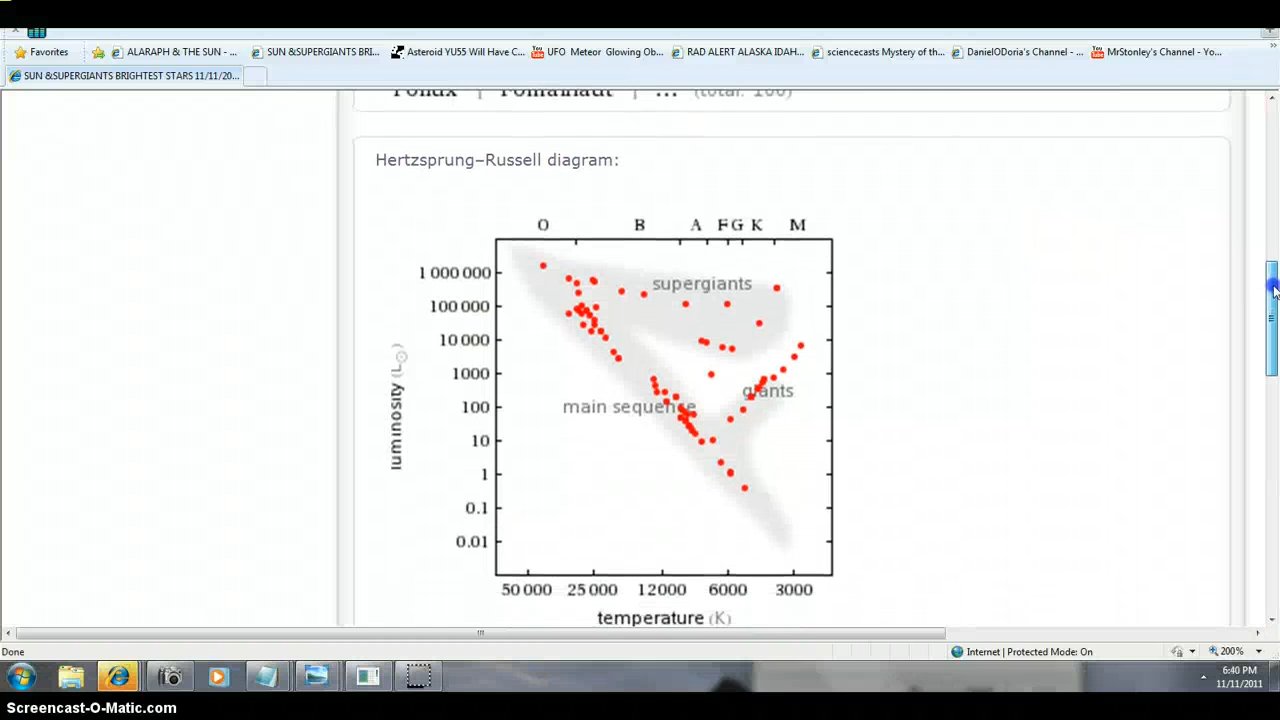 Favorites
ALARAPH & THE SUN - ...
SUN &SUPERGIANTS BRI...
Asteroid YU55 Will Have C...
UFO Meteor Glowing Ob...
RAD ALERT ALASKA IDAH...
sciencecasts Mystery of th...
DanielODoria's Channel - ...
MrStonley's Channel - Yo...
SUN &SUPERGIANTS BRIGHTEST STARS 11/11/20...
Pollux | Fomalhaut | ... (total: 100)
Hertzsprung–Russell diagram:
O B A F G K M
supergiants
giants
main sequence
luminosity (L☉)
1 000 000
100 000
10 000
1000
100
10
1
0.1
0.01
50 000 25 000 12 000 6000 3000
temperature (K)
Done
Internet | Protected Mode: On
200%
6:40 PM
11/11/2011
Screencast-O-Matic.com